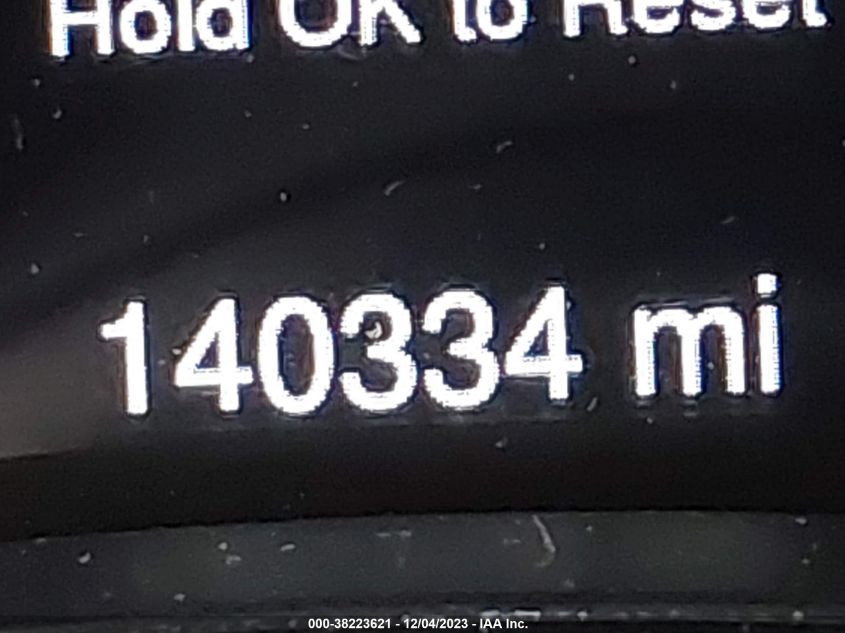 Hold OK to Reset
140334 mi
000-38223621 - 12/04/2023 - IAA Inc.